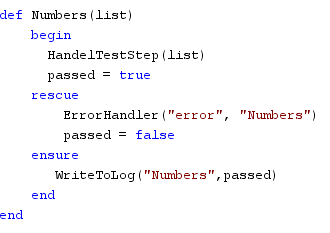 def Numbers(list)
    begin
      HandelTestStep(list)
      passed = true
    rescue
        ErrorHandler("error", "Numbers")
        passed = false
    ensure
       WriteToLog("Numbers",passed)
    end
end